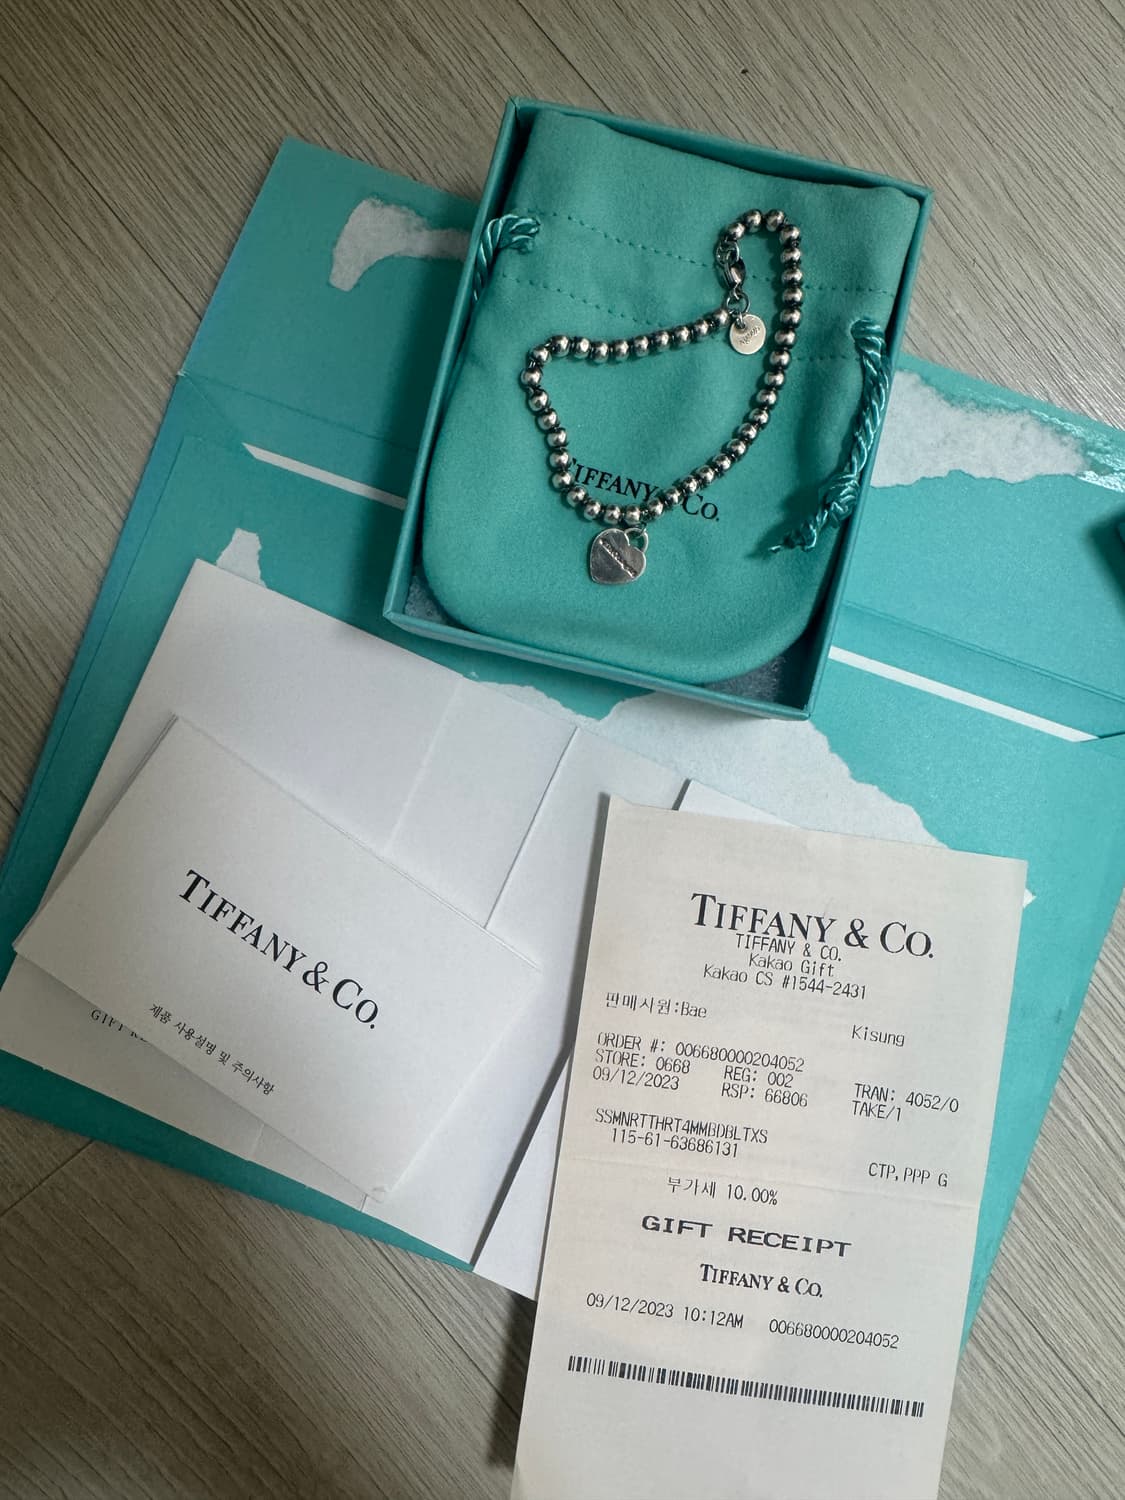 TIFFANY & CO.
TIFFANY & CO.
제품 사용설명 및 주의사항
GIFT RE
TIFFANY & CO.
TIFFANY & CO.
Kakao Gift
Kakao CS #1544-2431
판매사원:Bae Kisung
ORDER #: 006680000204052
STORE: 0668 REG: 002 TRAN: 4052/0
09/12/2023 RSP: 66806 TAKE/1
SSMNRTTHRT4MMBDBLTXS
115-61-63686131
CTP,PPP G
부가세 10.00%
GIFT RECEIPT
TIFFANY & CO.
09/12/2023 10:12AM 006680000204052